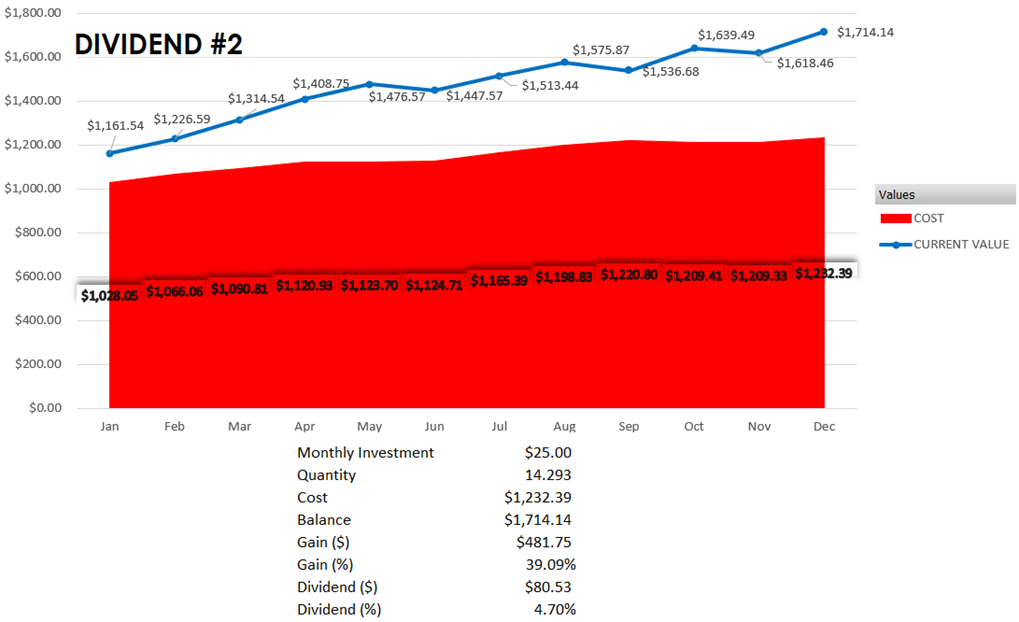 $1,800.00
DIVIDEND #2
$1,600.00
$1,400.00
$1,200.00
$1,000.00
$800.00
$600.00
$400.00
$200.00
$0.00
$1,161.54
$1,226.59
$1,314.54
$1,408.75
$1,476.57
$1,447.57
$1,513.44
$1,575.87
$1,536.68
$1,639.49
$1,618.46
$1,714.14
$1,028.05 $1,066.06 $1,090.81 $1,120.93 $1,123.70 $1,124.71 $1,165.39 $1,198.83 $1,220.80 $1,209.41 $1,209.33 $1,232.39
Jan Feb Mar Apr May Jun Jul Aug Sep Oct Nov Dec
Values
COST
CURRENT VALUE
Monthly Investment $25.00
Quantity 14.293
Cost $1,232.39
Balance $1,714.14
Gain ($) $481.75
Gain (%) 39.09%
Dividend ($) $80.53
Dividend (%) 4.70%